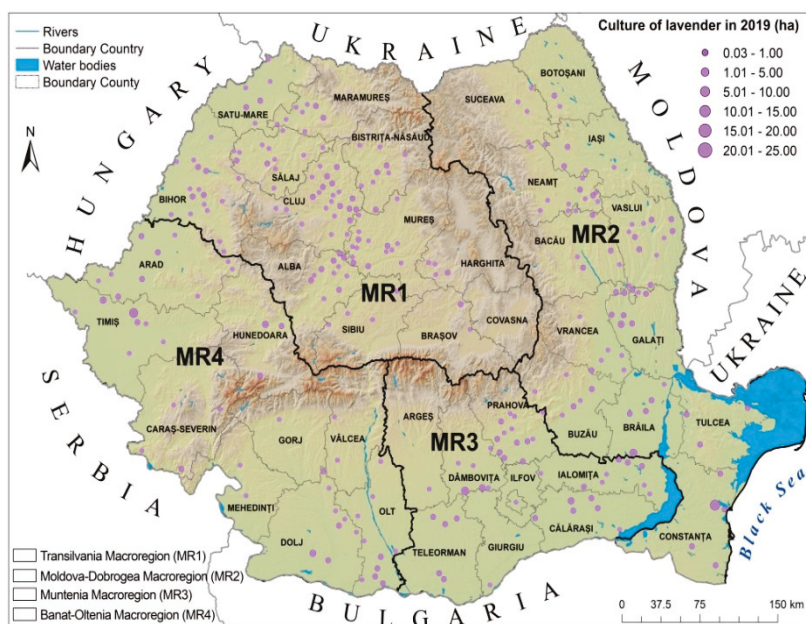 Rivers
Boundary Country
Water bodies
Boundary County
Culture of lavender in 2019 (ha)
0.03 - 1.00
1.01 - 5.00
5.01 - 10.00
10.01 - 15.00
15.01 - 20.00
20.01 - 25.00
UKRAINE
HUNGARY
MOLDOVA
N
BOTOȘANI
SUCEAVA
MARAMUREȘ
SATU-MARE
BISTRIȚA-NĂSĂUD
IAȘI
SĂLAJ
NEAMȚ
CLUJ
BIHOR
VASLUI
MUREȘ
MR2
BACĂU
ARAD
ALBA
HARGHITA
MR1
TIMIȘ
COVASNA
SIBIU
BRAȘOV
HUNEDOARA
VRANCEA
GALAȚI
MR4
UKRAINE
SERBIA
ARGEȘ
PRAHOVA
CARAȘ-SEVERIN
GORJ
VÂLCEA
MR3
BUZĂU
BRĂILA
TULCEA
DÂMBOVIȚA
ILFOV
IALOMIȚA
MEHEDINȚI
OLT
Black Sea
DOLJ
CĂLĂRAȘI
CONSTANȚA
TELEORMAN
GIURGIU
BULGARIA
Transilvania Macroregion (MR1)
Moldova-Dobrogea Macroregion (MR2)
Muntenia Macroregion (MR3)
Banat-Oltenia Macroregion (MR4)
0 37.5 75 150 km